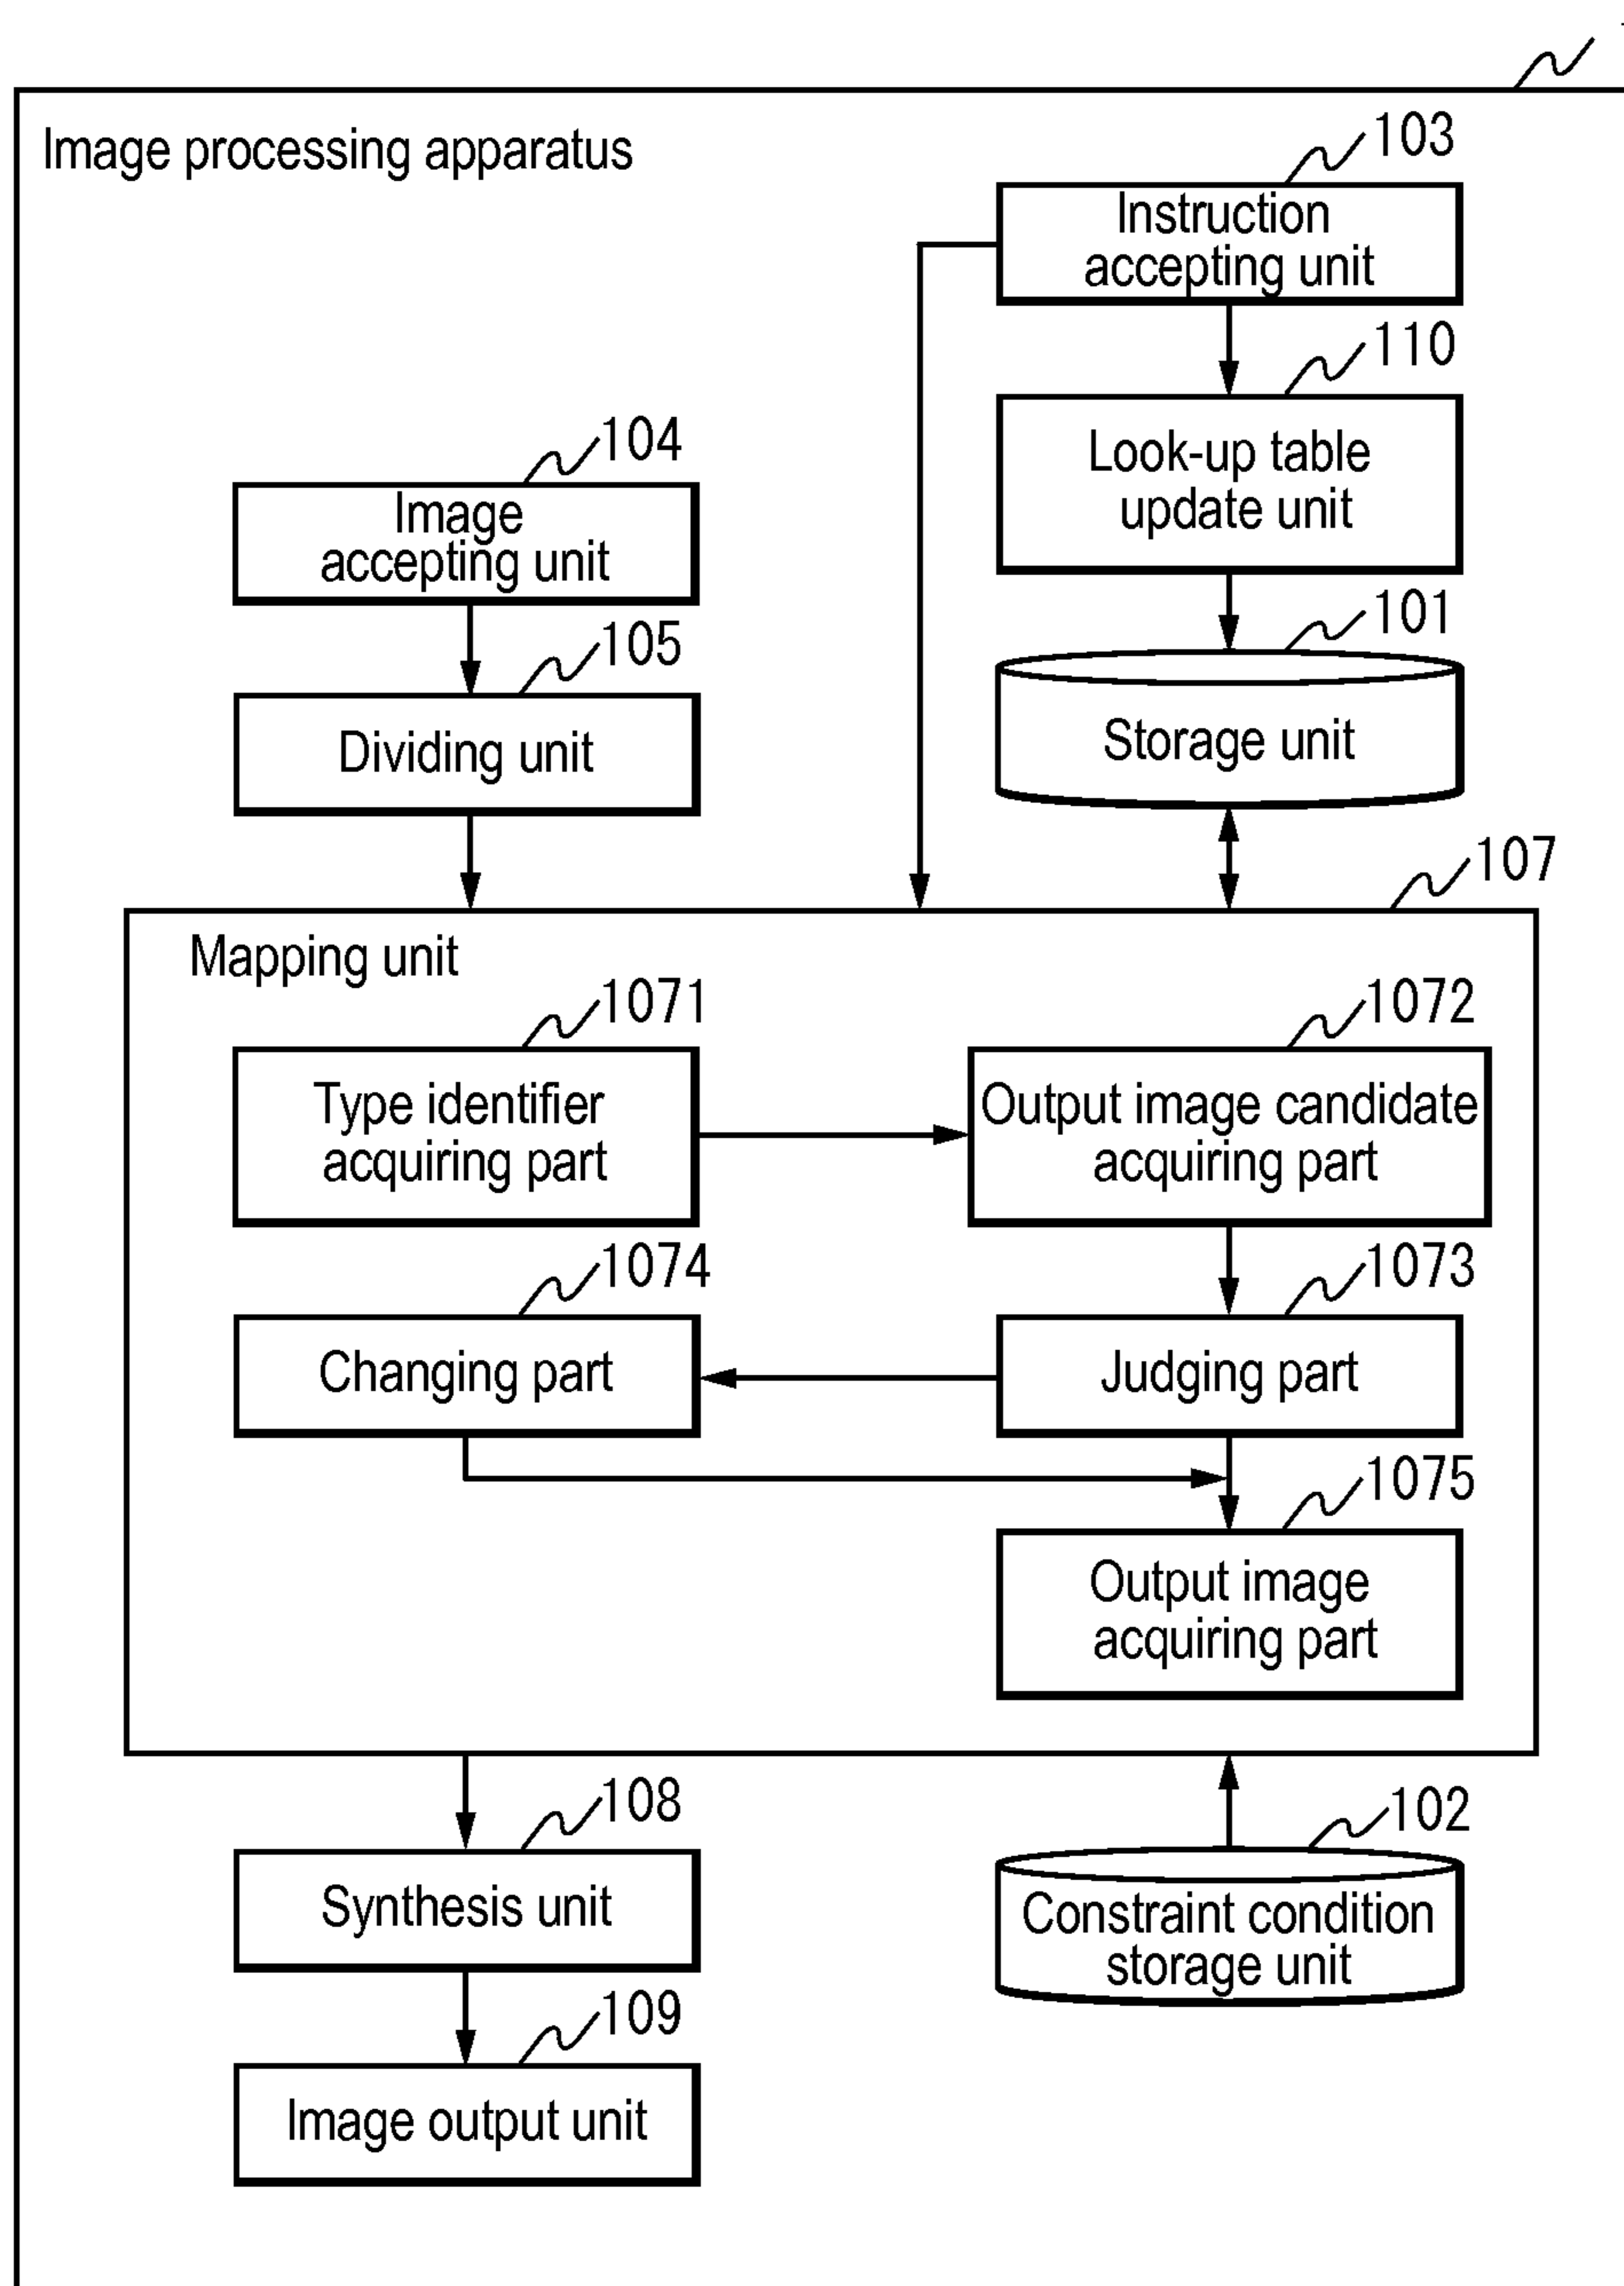 Image processing apparatus
103
Instruction
accepting unit
110
Look-up table
update unit
104
Image
accepting unit
101
Storage unit
105
Dividing unit
107
Mapping unit
1071
Type identifier
acquiring part
1072
Output image candidate
acquiring part
1074
Changing part
1073
Judging part
1075
Output image
acquiring part
108
Synthesis unit
102
Constraint condition
storage unit
109
Image output unit